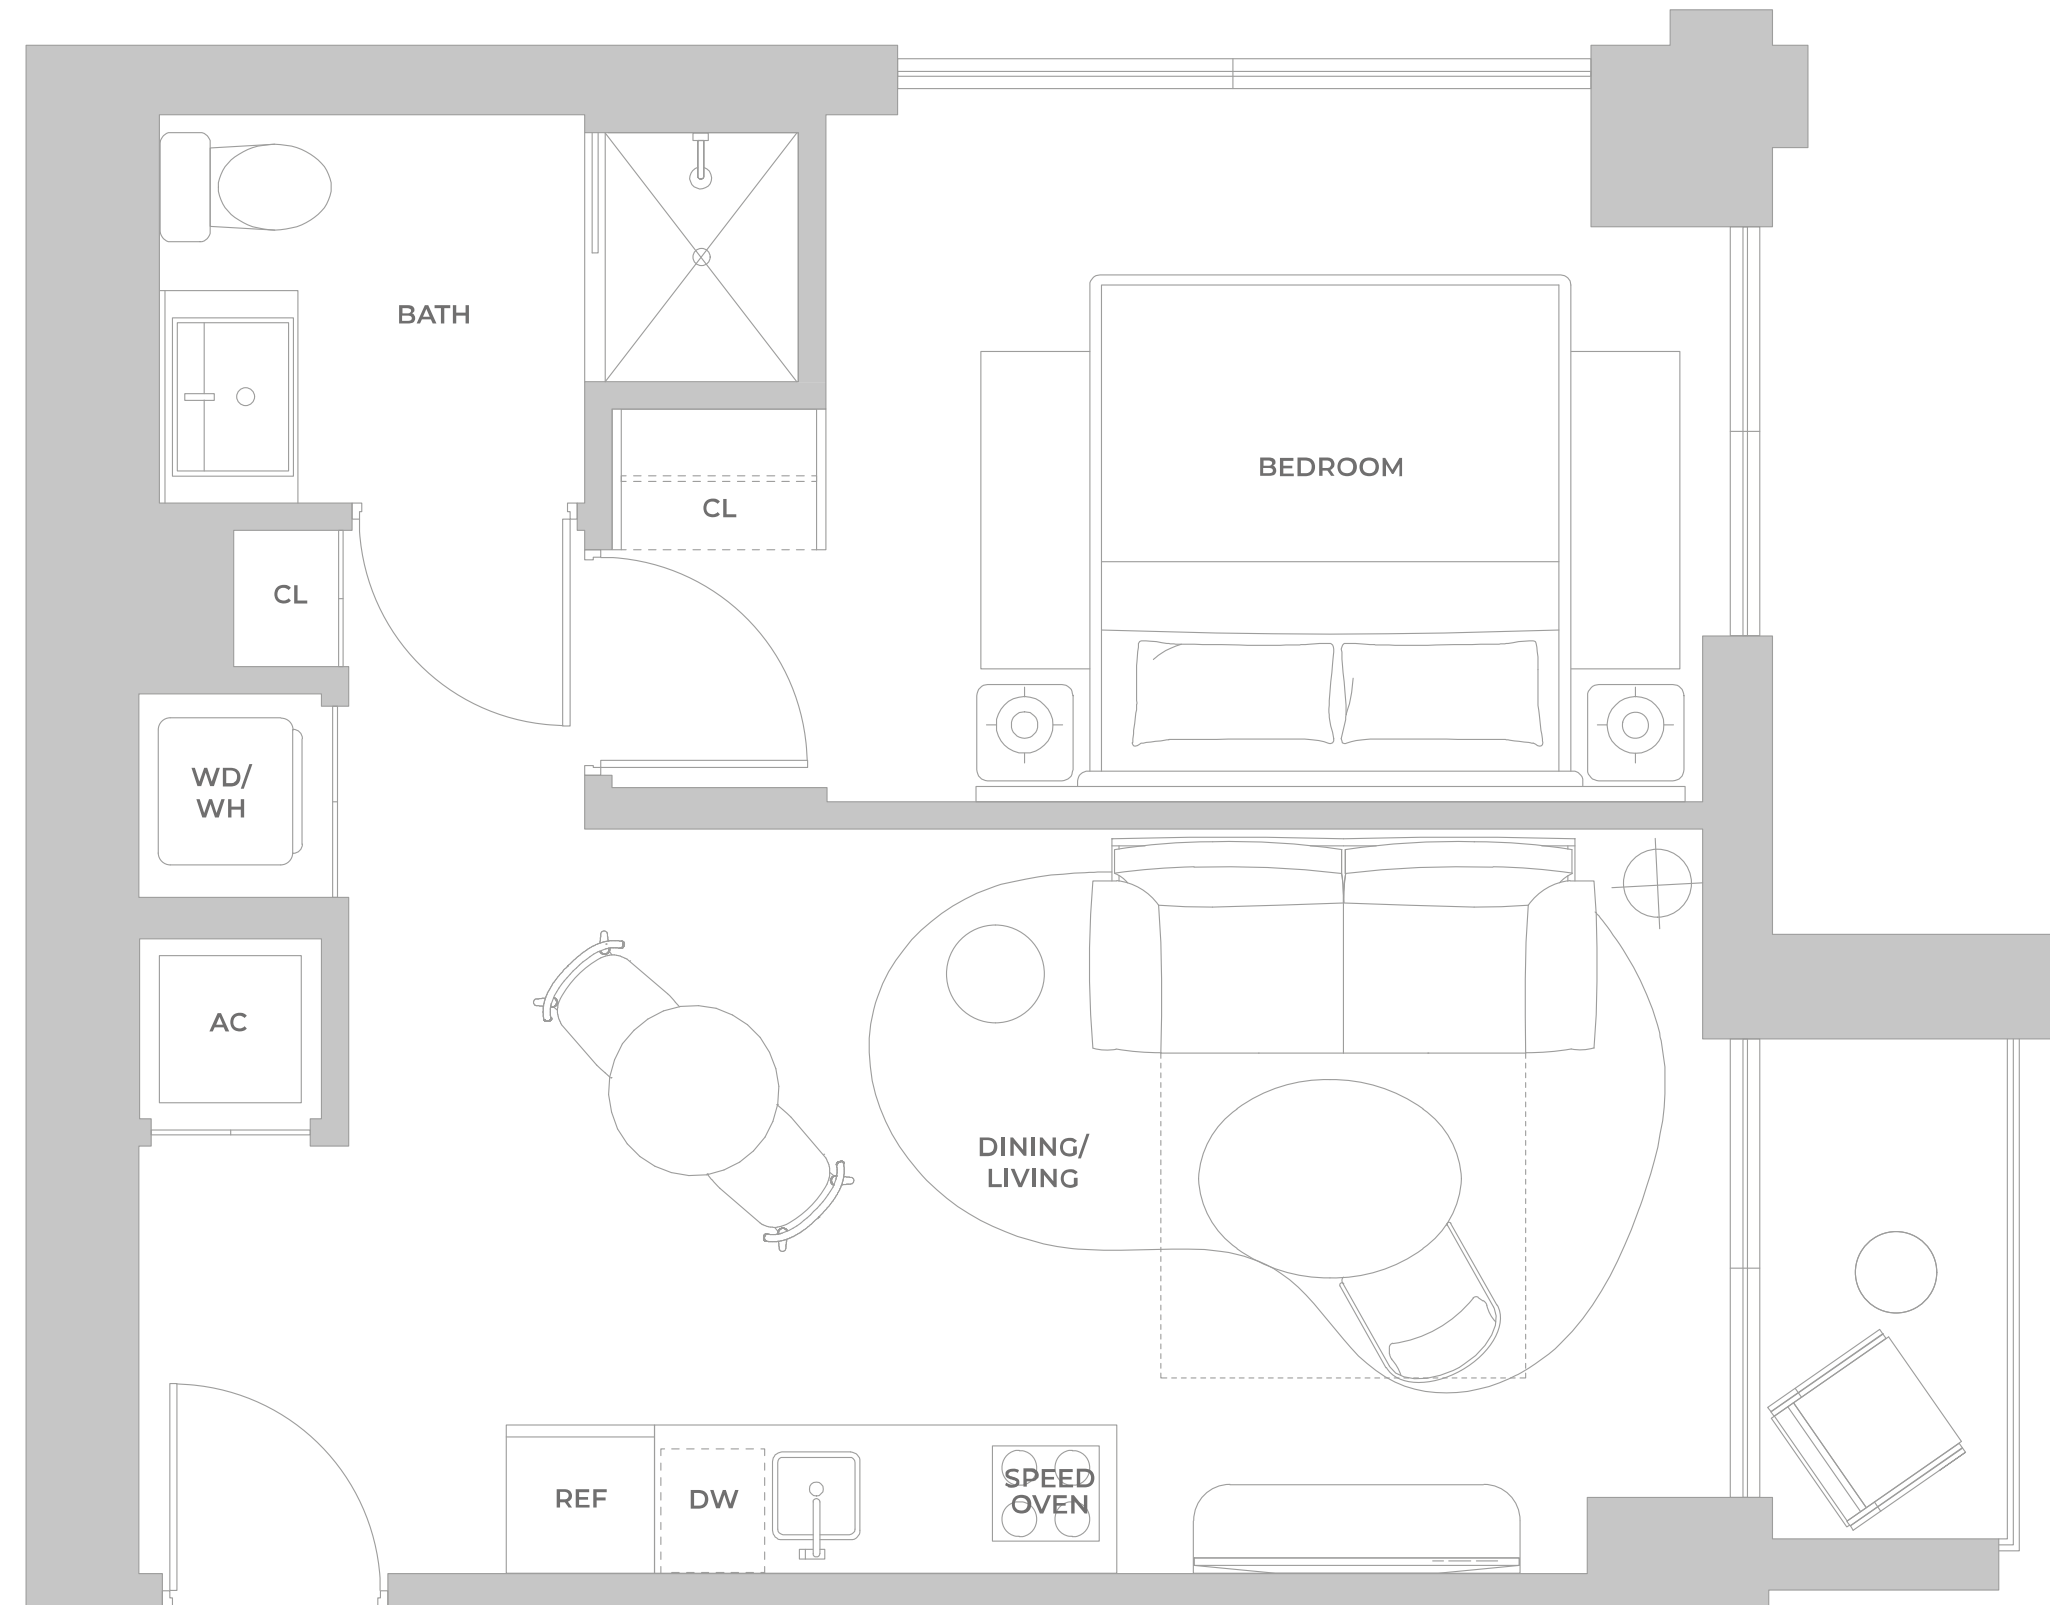 BATH
BEDROOM
CL
CL
WD/
WH
AC
DINING/
LIVING
REF
DW
SPEED
OVEN